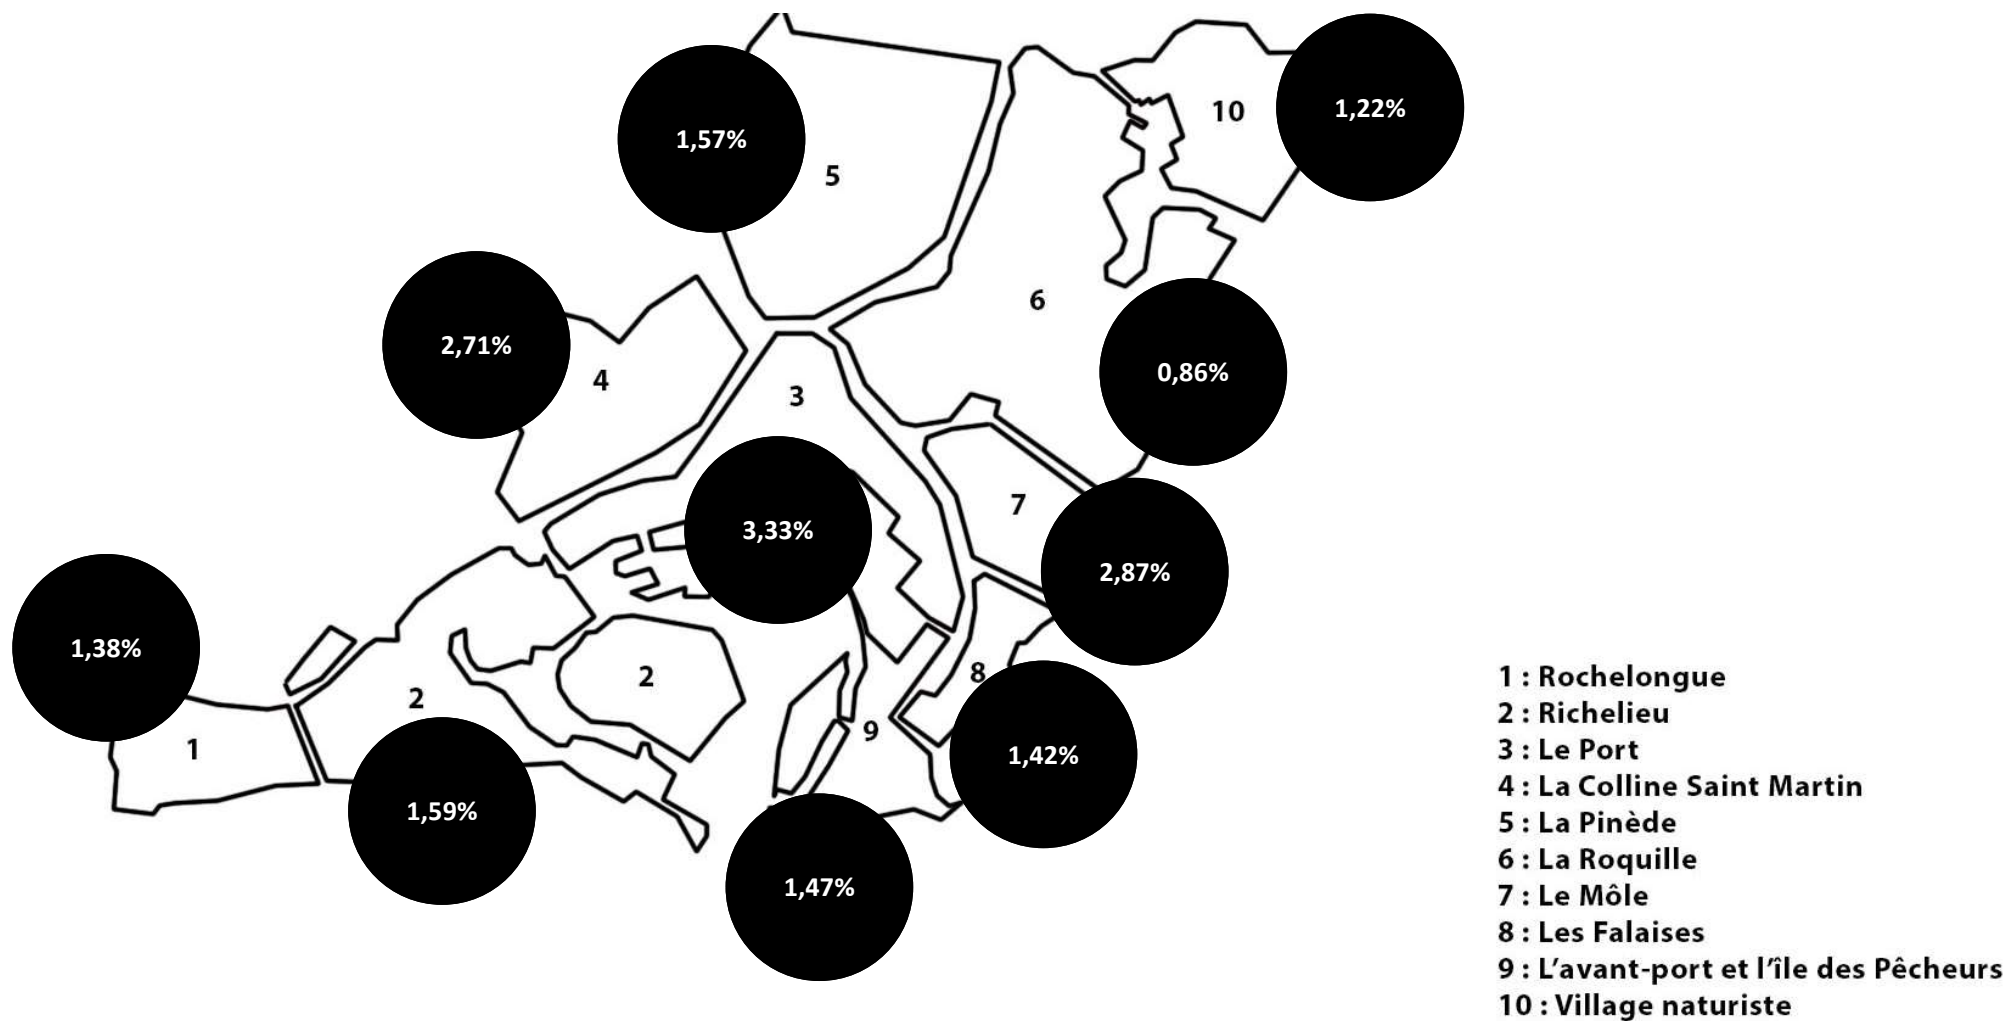 1,22%
10
1,57%
5
6
2,71%
4
0,86%
3
7
3,33%
2,87%
1,38%
2
8
2
9
1
1,42%
1,59%
1,47%
1 : Rochelongue
2 : Richelieu
3 : Le Port
4 : La Colline Saint Martin
5 : La Pinède
6 : La Roquille
7 : Le Môle
8 : Les Falaises
9 : L’avant-port et l’île des Pêcheurs
10 : Village naturiste